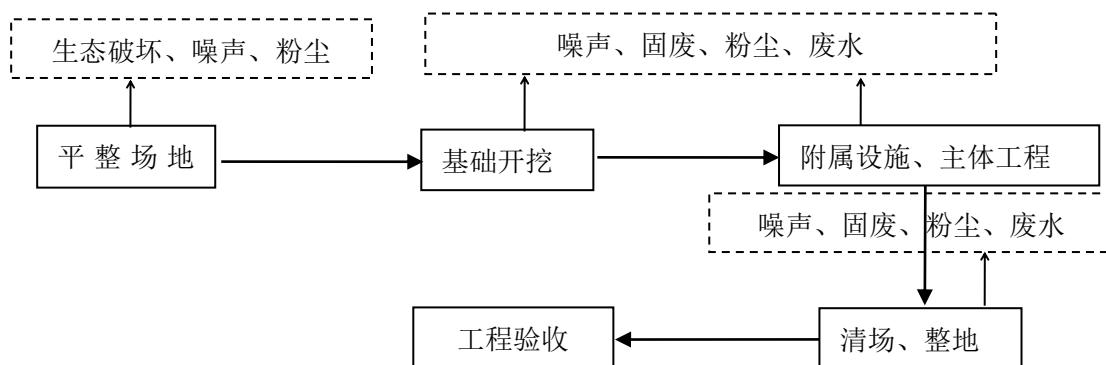 生态破坏、噪声、粉尘
噪声、固废、粉尘、废水
平整场地
基础开挖
附属设施、主体工程
噪声、固废、粉尘、废水
工程验收
清场、整地